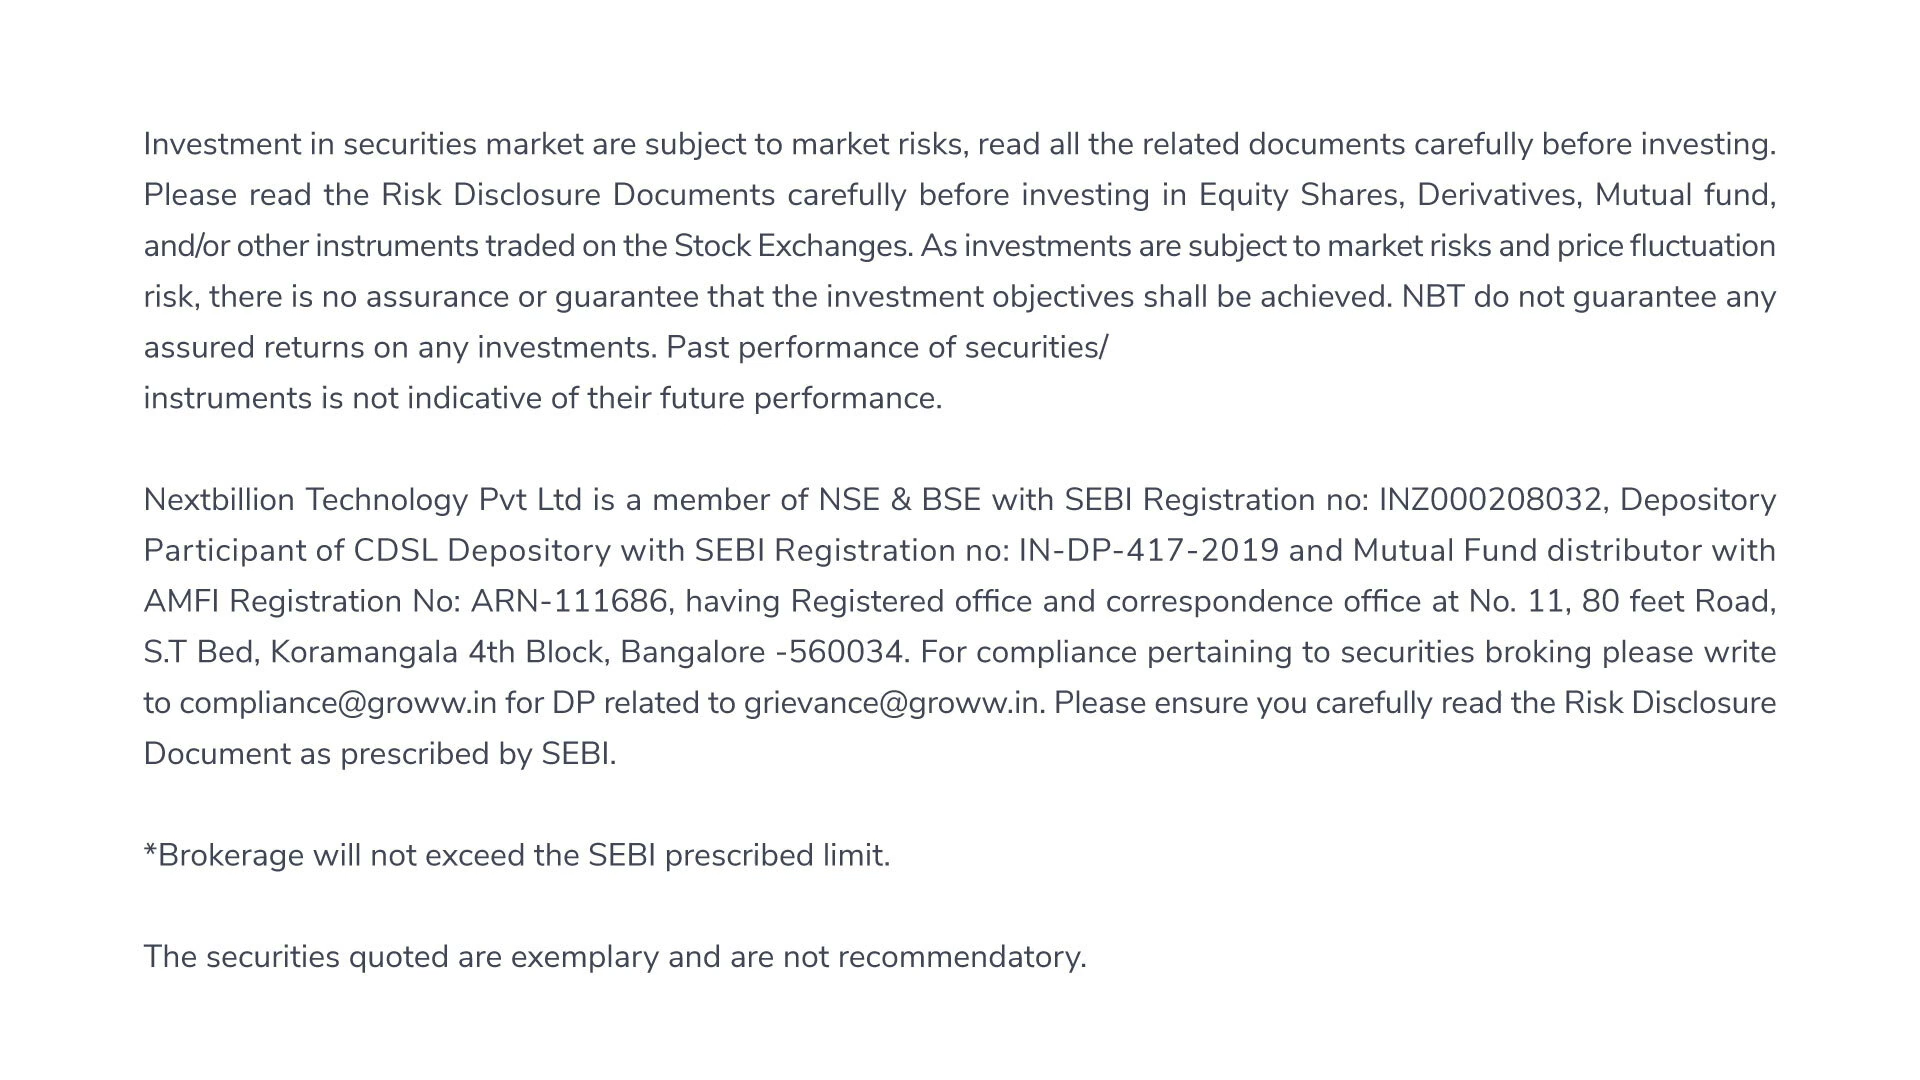 Investment in securities market are subject to market risks, read all the related documents carefully before investing.
Please read the Risk Disclosure Documents carefully before investing in Equity Shares, Derivatives, Mutual fund,
and/or other instruments traded on the Stock Exchanges. As investments are subject to market risks and price fluctuation
risk, there is no assurance or guarantee that the investment objectives shall be achieved. NBT do not guarantee any
assured returns on any investments. Past performance of securities/
instruments is not indicative of their future performance.
Nextbillion Technology Pvt Ltd is a member of NSE & BSE with SEBI Registration no: INZ000208032, Depository
Participant of CDSL Depository with SEBI Registration no: IN-DP-417-2019 and Mutual Fund distributor with
AMFI Registration No: ARN-111686, having Registered office and correspondence office at No. 11, 80 feet Road,
S.T Bed, Koramangala 4th Block, Bangalore -560034. For compliance pertaining to securities broking please write
to compliance@groww.in for DP related to grievance@groww.in. Please ensure you carefully read the Risk Disclosure
Document as prescribed by SEBI.
*Brokerage will not exceed the SEBI prescribed limit.
The securities quoted are exemplary and are not recommendatory.